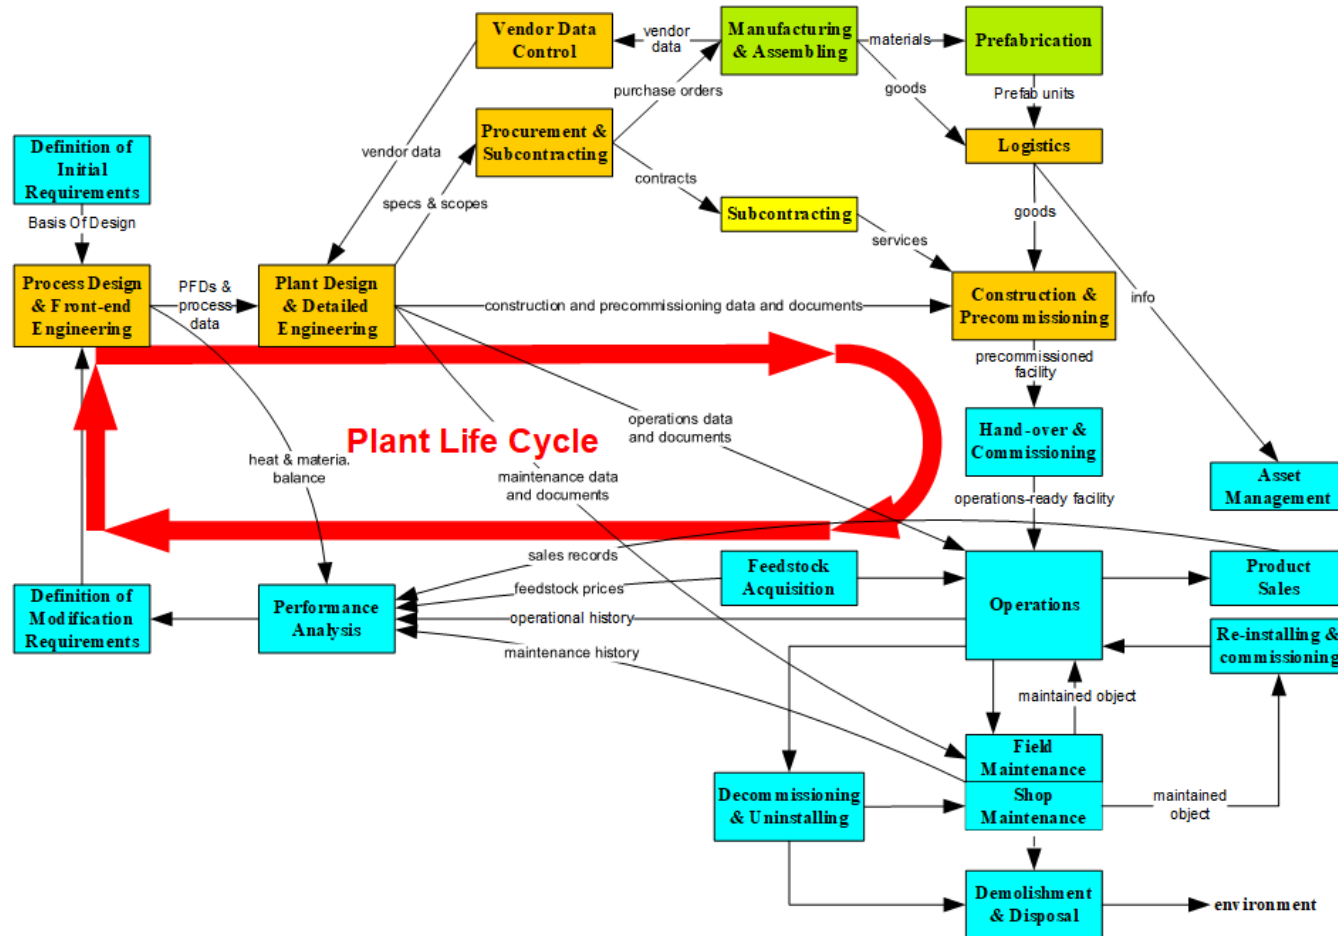 Vendor Data
Control
vendor
data
Manufacturing
& Assembling
materials
Prefabrication
goods
Prefab units
purchase orders
Definition of
Initial
Requirements
vendor data
Procurement &
Subcontracting
Logistics
contracts
specs & scopes
Subcontracting
goods
Basis Of Design
services
Process Design
& Front-end
Engineering
PFDs &
process
data
Plant Design
& Detailed
Engineering
construction and precommissioning data and documents
Construction &
Precommissioning
info
precommissioned
facility
Plant Life Cycle
operations data
and documents
Hand-over &
Commissioning
heat & material
balance
maintenance data
and documents
Asset
Management
operations-ready facility
sales records
Feedstock
Acquisition
Operations
Product
Sales
feedstock prices
Definition of
Modification
Requirements
Performance
Analysis
operational history
Re-installing &
commissioning
maintenance history
maintained object
Field
Maintenance
Decommissioning
& Uninstalling
Shop
Maintenance
maintained
object
Demolishment
& Disposal
environment